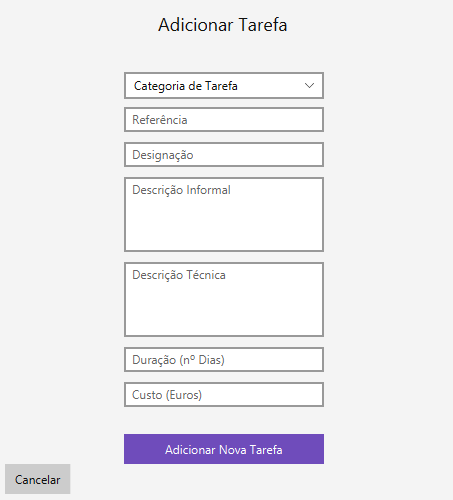 Adicionar Tarefa
Categoria de Tarefa
Referência
Designação
Descrição Informal
Descrição Técnica
Duração (nº Dias)
Custo (Euros)
Adicionar Nova Tarefa
Cancelar